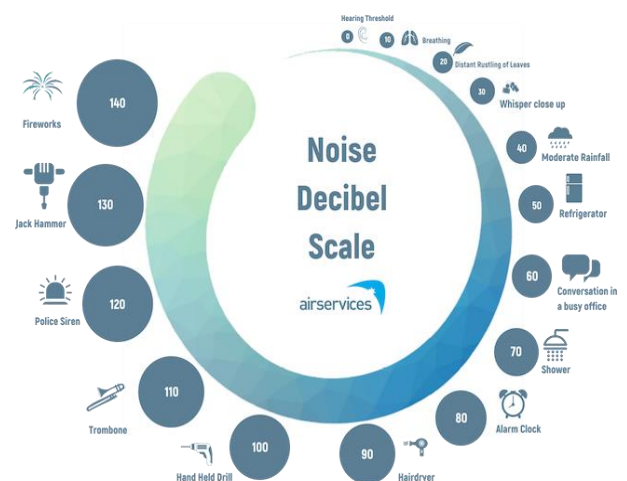 Noise
Decibel
Scale
airservices
Hearing Threshold
0
10
Breathing
20
Distant Rustling of Leaves
30
Whisper close up
40
Moderate Rainfall
50
Refrigerator
60
Conversation in
a busy office
70
Shower
80
Alarm Clock
90
Hairdryer
100
Hand Held Drill
110
Trombone
120
Police Siren
130
Jack Hammer
140
Fireworks